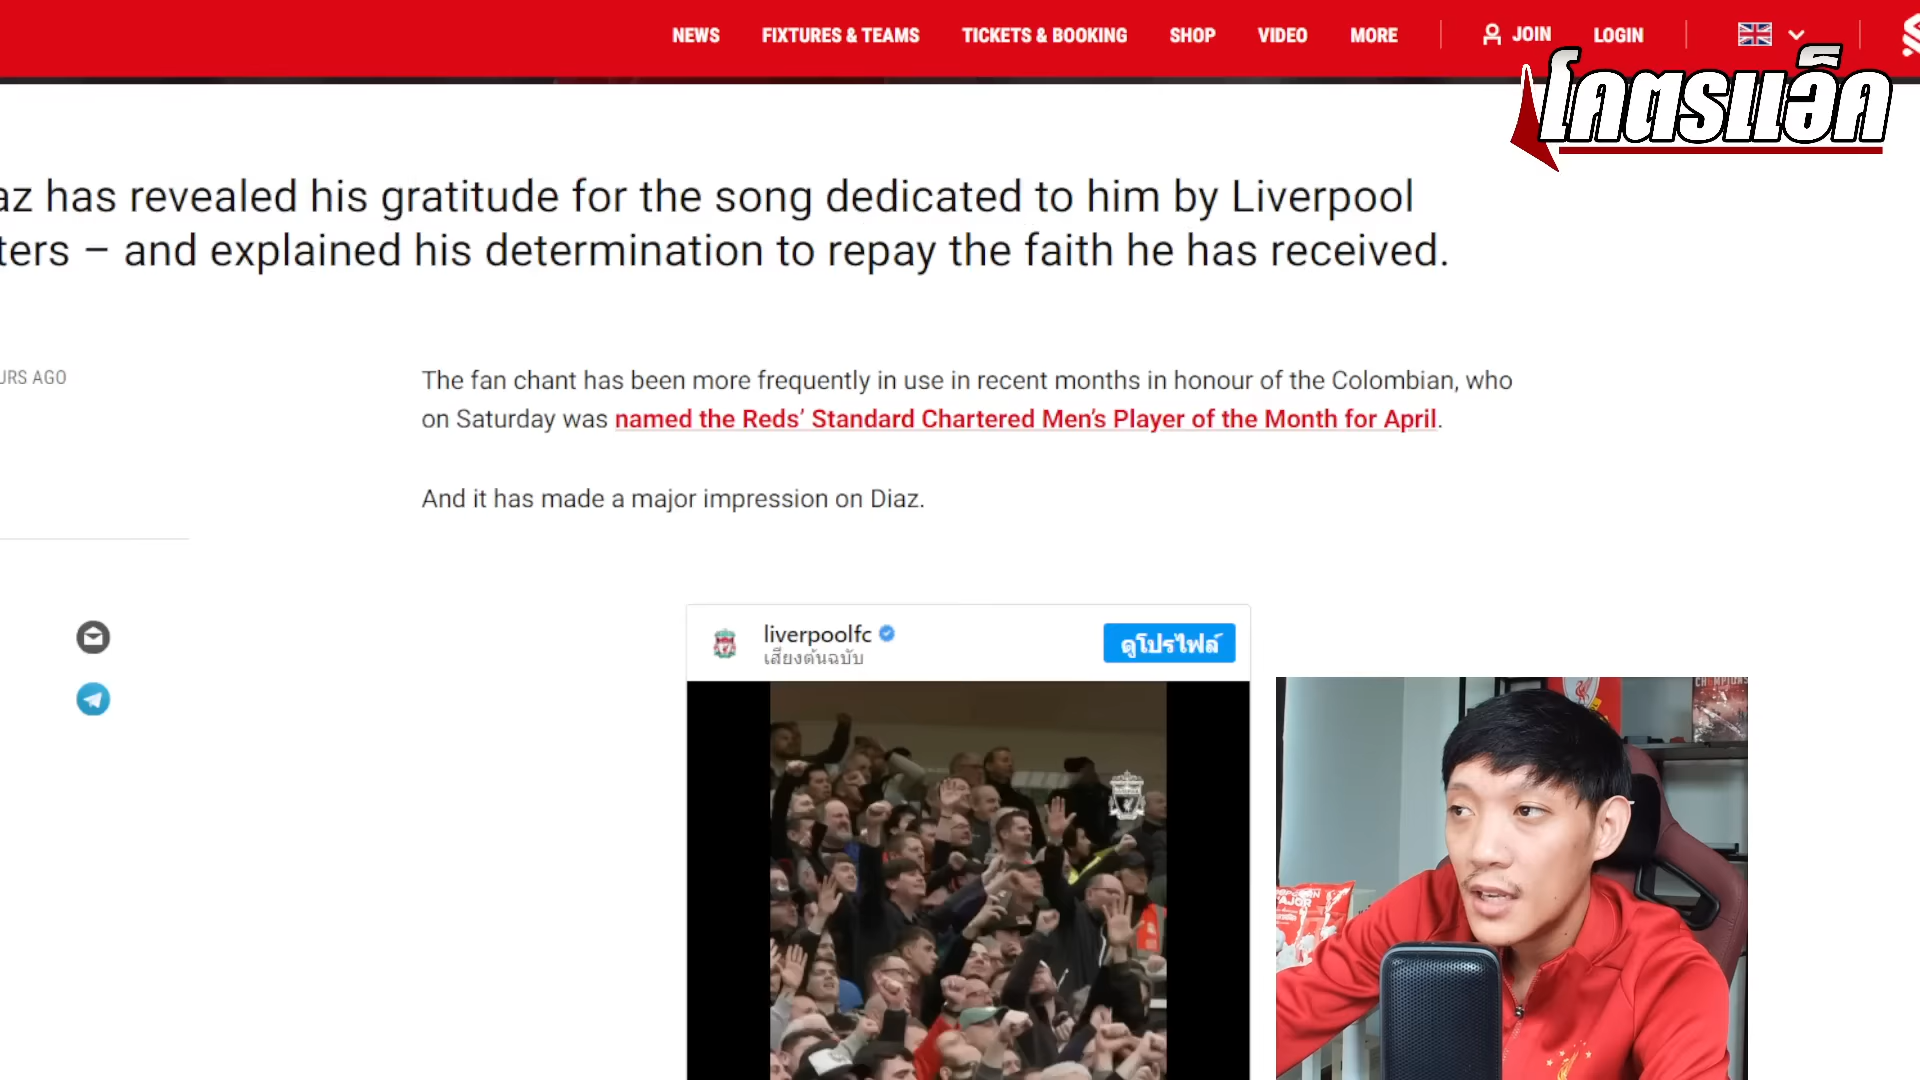 NEWS FIXTURES & TEAMS TICKETS & BOOKING SHOP VIDEO MORE JOIN LOGIN
โคตรแอ็ค
az has revealed his gratitude for the song dedicated to him by Liverpool
ters – and explained his determination to repay the faith he has received.
URS AGO
The fan chant has been more frequently in use in recent months in honour of the Colombian, who
on Saturday was named the Reds’ Standard Chartered Men’s Player of the Month for April.
And it has made a major impression on Diaz.
liverpoolfc
เสียงต้นฉบับ
ดูโปรไฟล์
CHAMPIONS
MAJOR